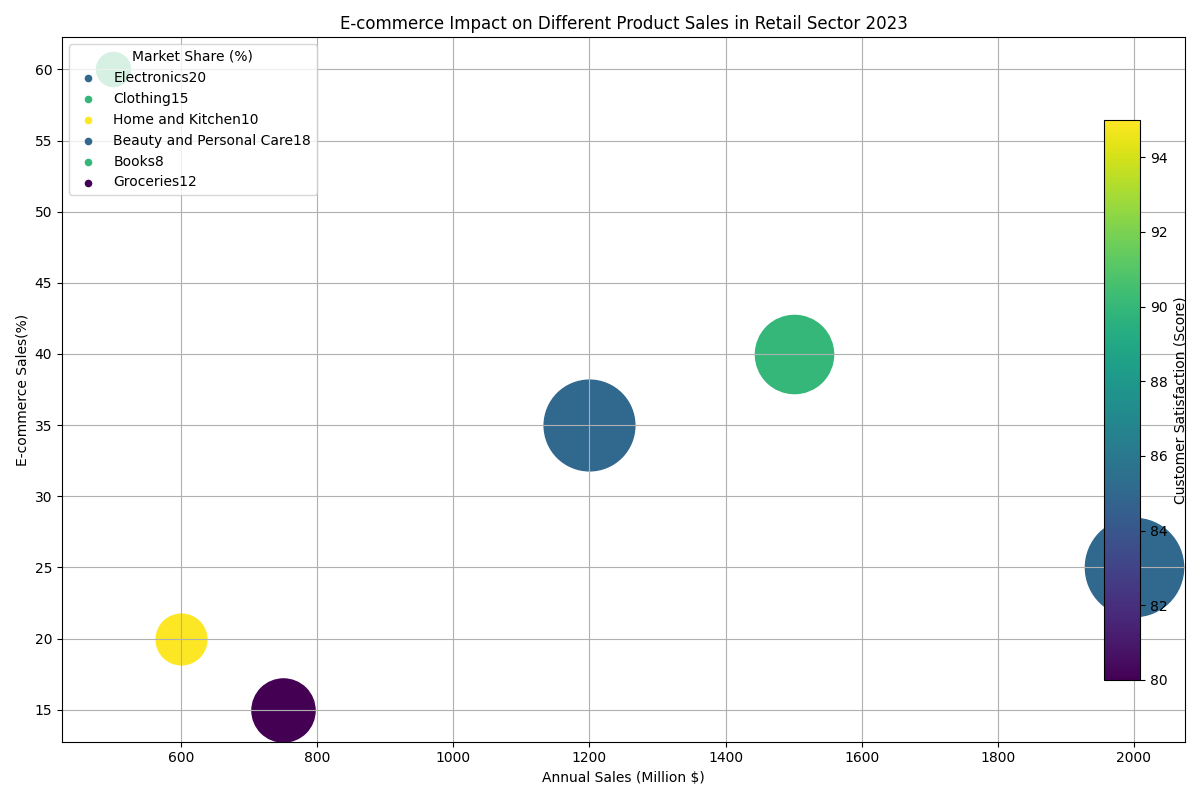 E-commerce Impact on Different Product Sales in Retail Sector 2023
Market Share (%)
Electronics20
Clothing15
Home and Kitchen10
Beauty and Personal Care18
Books8
Groceries12
E-commerce Sales(%)
60
55
50
45
40
35
30
25
20
15
600 800 1000 1200 1400 1600 1800 2000
Annual Sales (Million $)
94
92
90
88
86
84
82
80
Customer Satisfaction (Score)